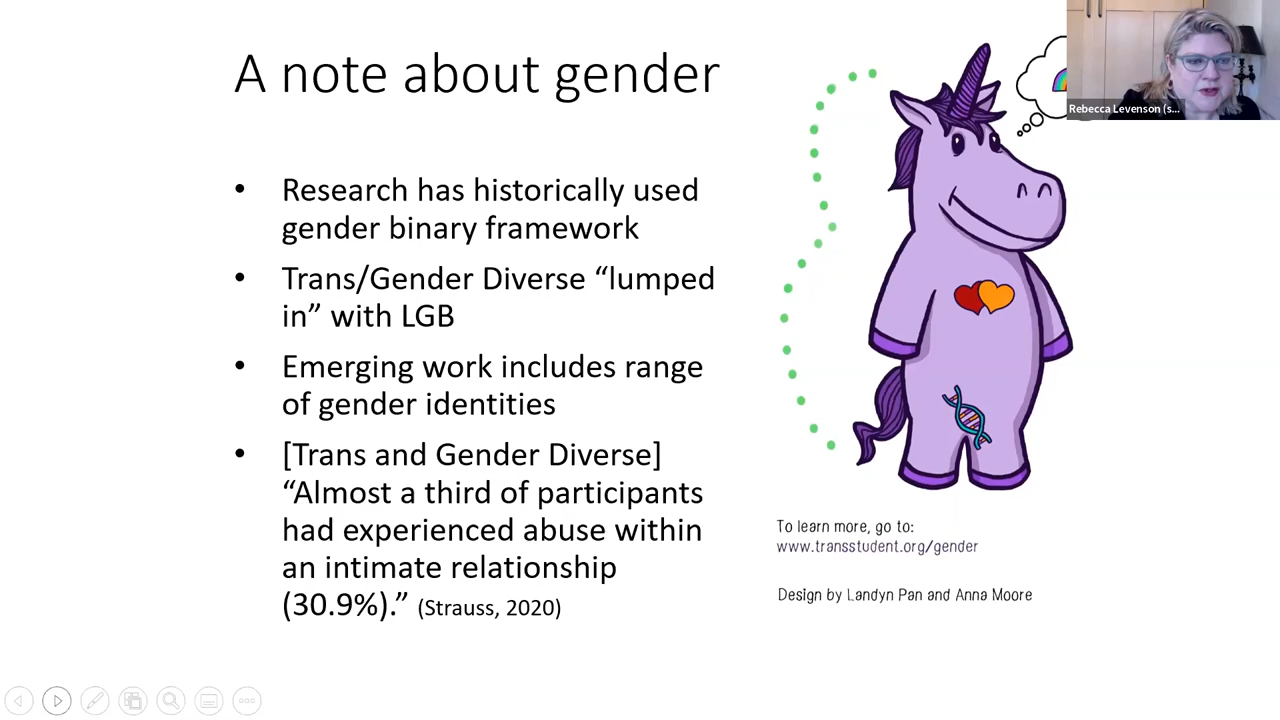 A note about gender
Rebecca Levenson (s...
• Research has historically used
gender binary framework
• Trans/Gender Diverse “lumped
in” with LGB
• Emerging work includes range
of gender identities
• [Trans and Gender Diverse]
“Almost a third of participants
had experienced abuse within
an intimate relationship
(30.9%).” (Strauss, 2020)
To learn more, go to:
www.transstudent.org/gender
Design by Landyn Pan and Anna Moore